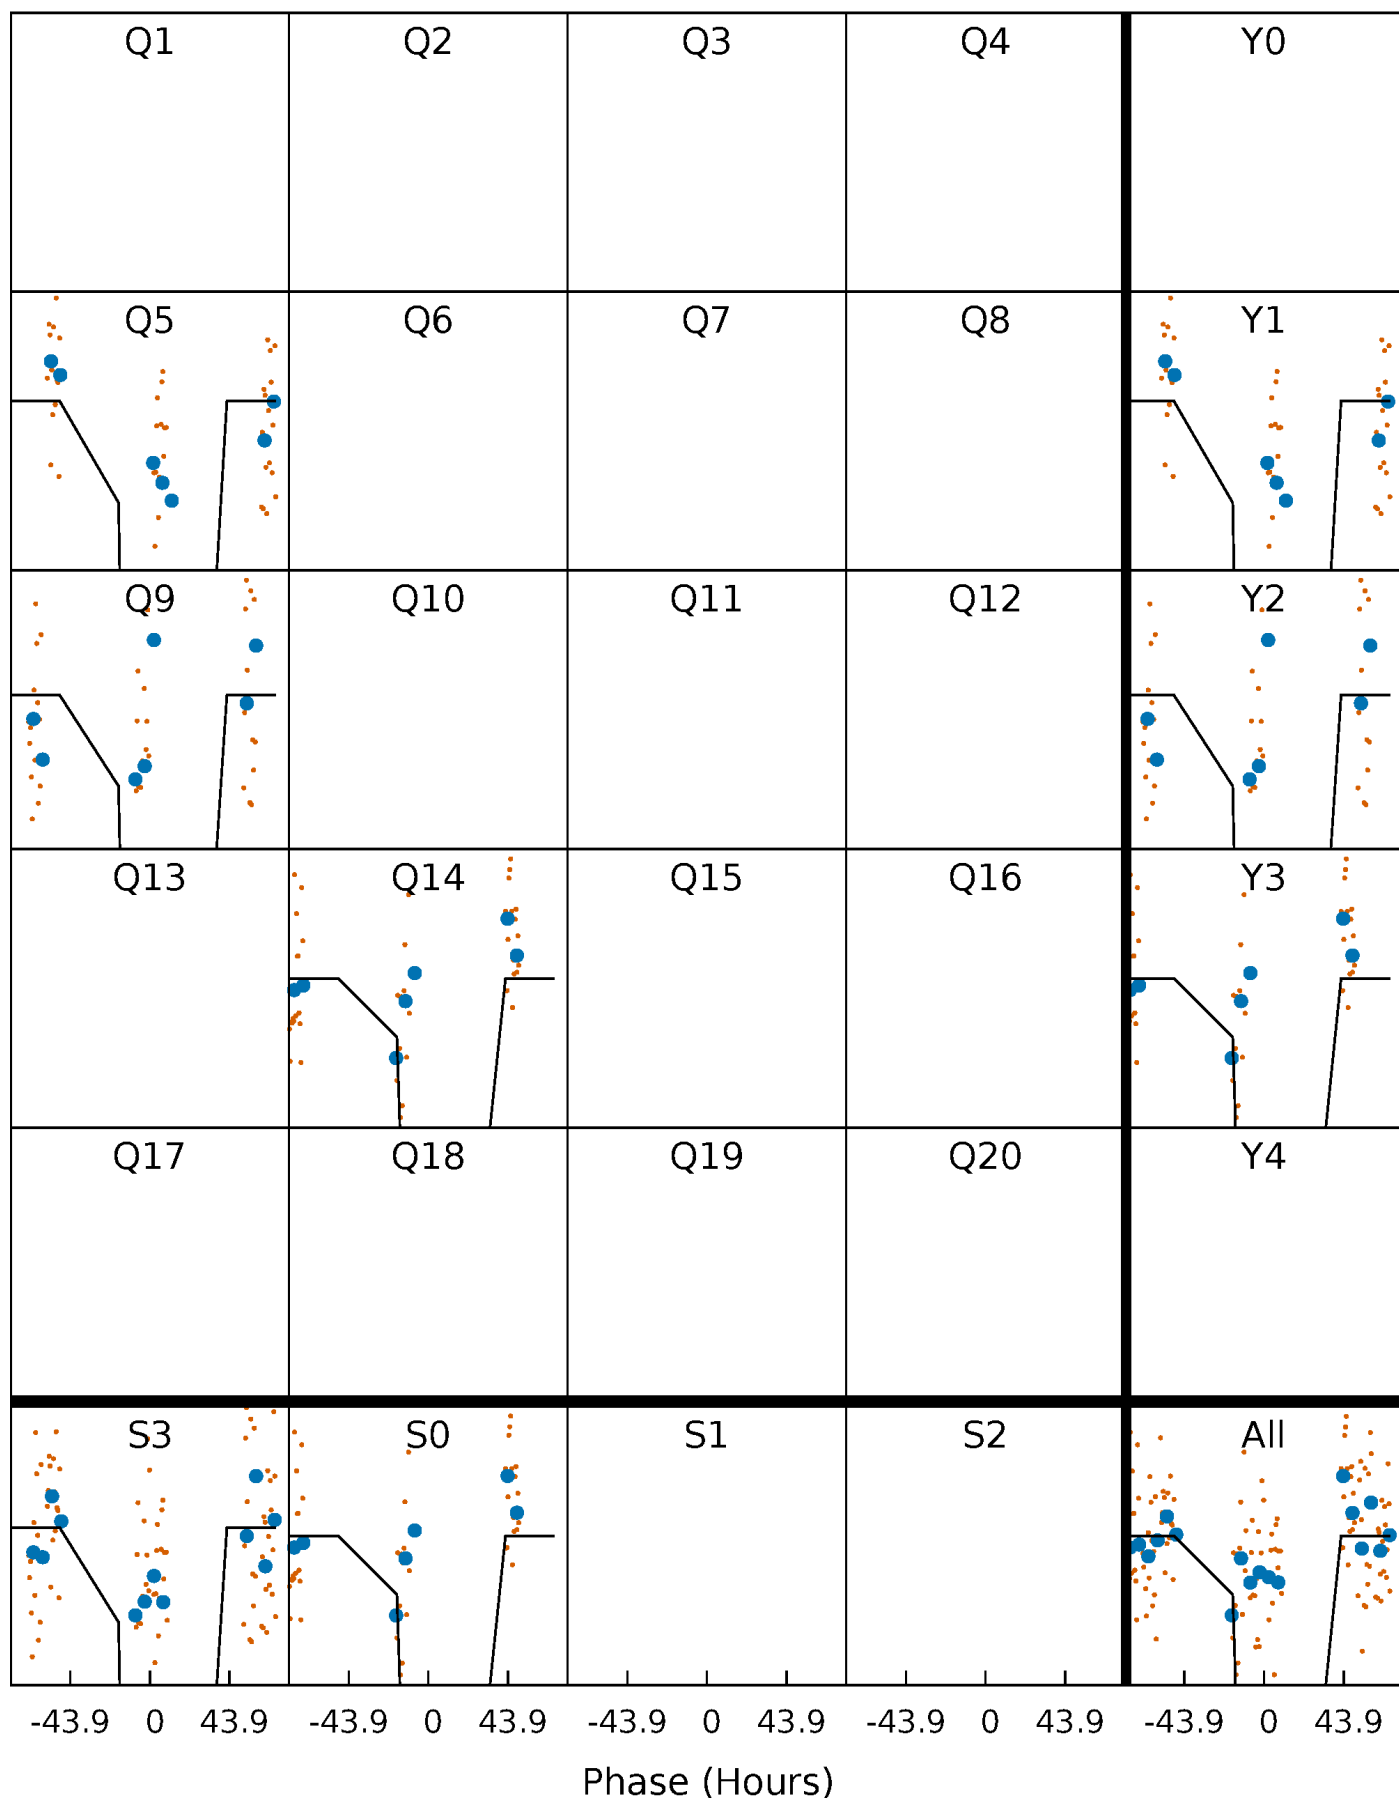 Q1 Q2 Q3 Q4 Y0
Q5 Q6 Q7 Q8 Y1
Q9 Q10 Q11 Q12 Y2
Q13 Q14 Q15 Q16 Y3
Q17 Q18 Q19 Q20 Y4
S3 S0 S1 S2 All
-43.9 0 43.9 -43.9 0 43.9 -43.9 0 43.9 -43.9 0 43.9 -43.9 0 43.9
Phase (Hours)